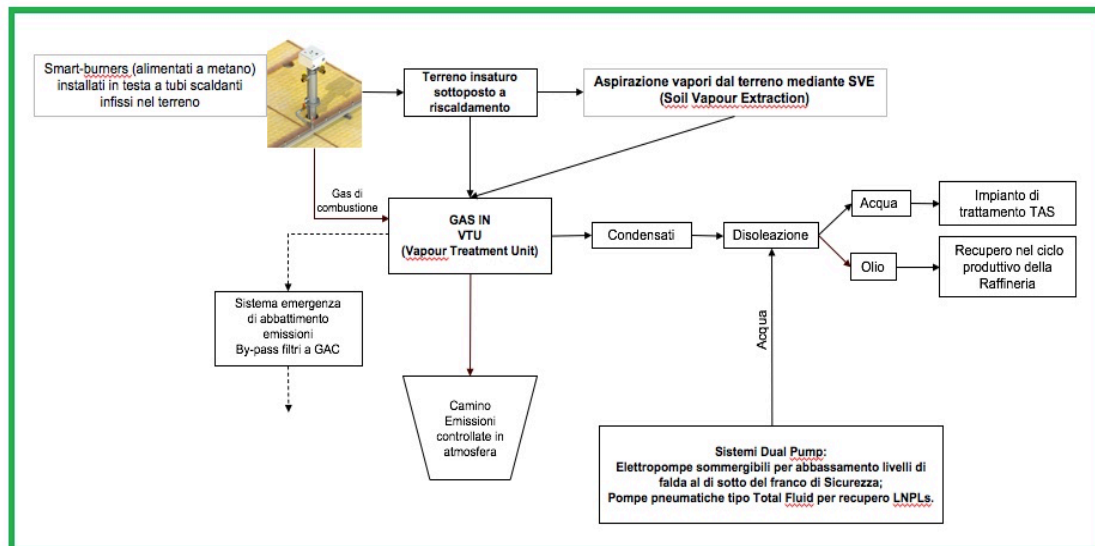 Smart-burners (alimentati a metano)
installati in testa a tubi scaldanti
infissi nel terreno
Terreno insaturo
sottoposto a
riscaldamento
Aspirazione vapori dal terreno mediante SVE
(Soil Vapour Extraction)
Gas di
combustione
GAS IN
VTU
(Vapour Treatment Unit)
Condensati
Disoleazione
Acqua
Impianto di
trattamento TAS
Olio
Recupero nel ciclo
produttivo della
Raffineria
Sistema emergenza
di abbattimento
emissioni
By-pass filtri a GAC
Acqua
Camino
Emissioni
controllate in
atmosfera
Sistemi Dual Pump:
Elettropompe sommergibili per abbassamento livelli di
falda al di sotto del franco di Sicurezza;
Pompe pneumatiche tipo Total Fluid per recupero LNPLs.